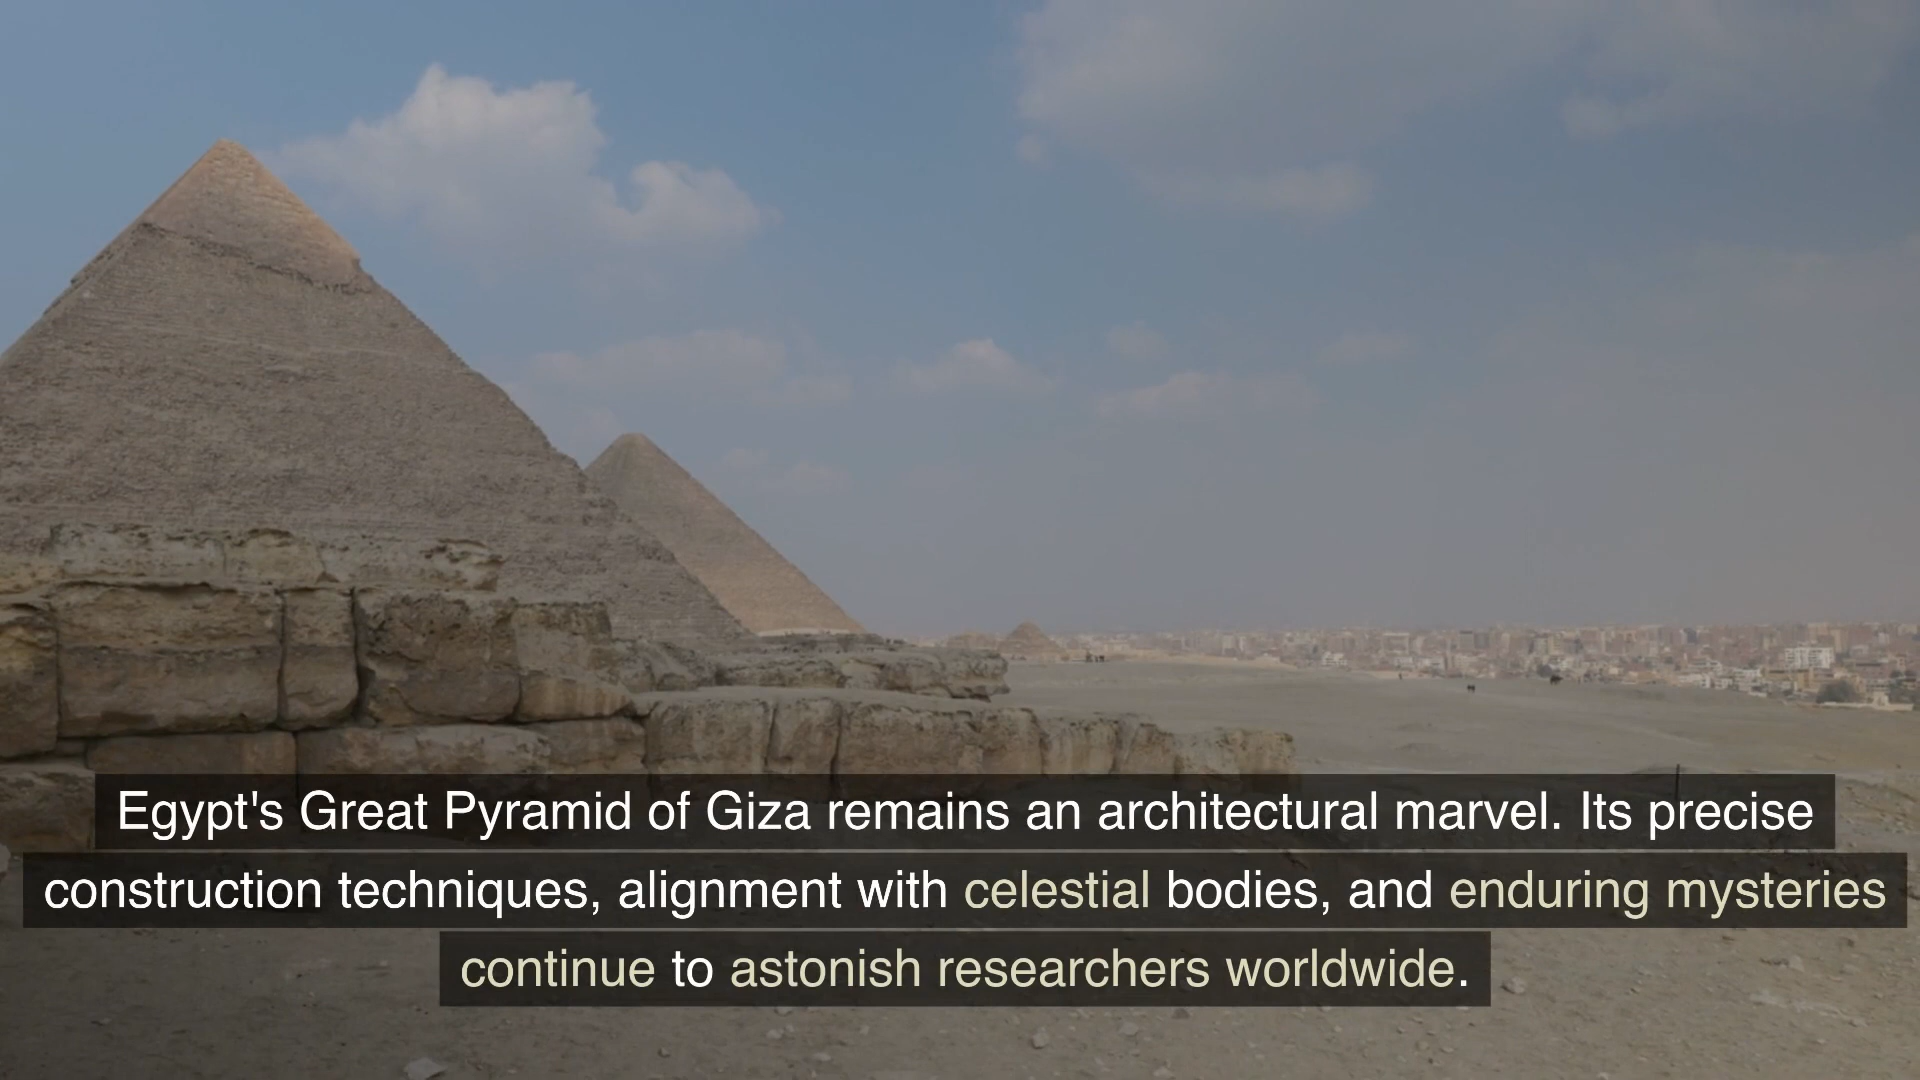 Egypt's Great Pyramid of Giza remains an architectural marvel. Its precise
construction techniques, alignment with celestial bodies, and enduring mysteries
continue to astonish researchers worldwide.